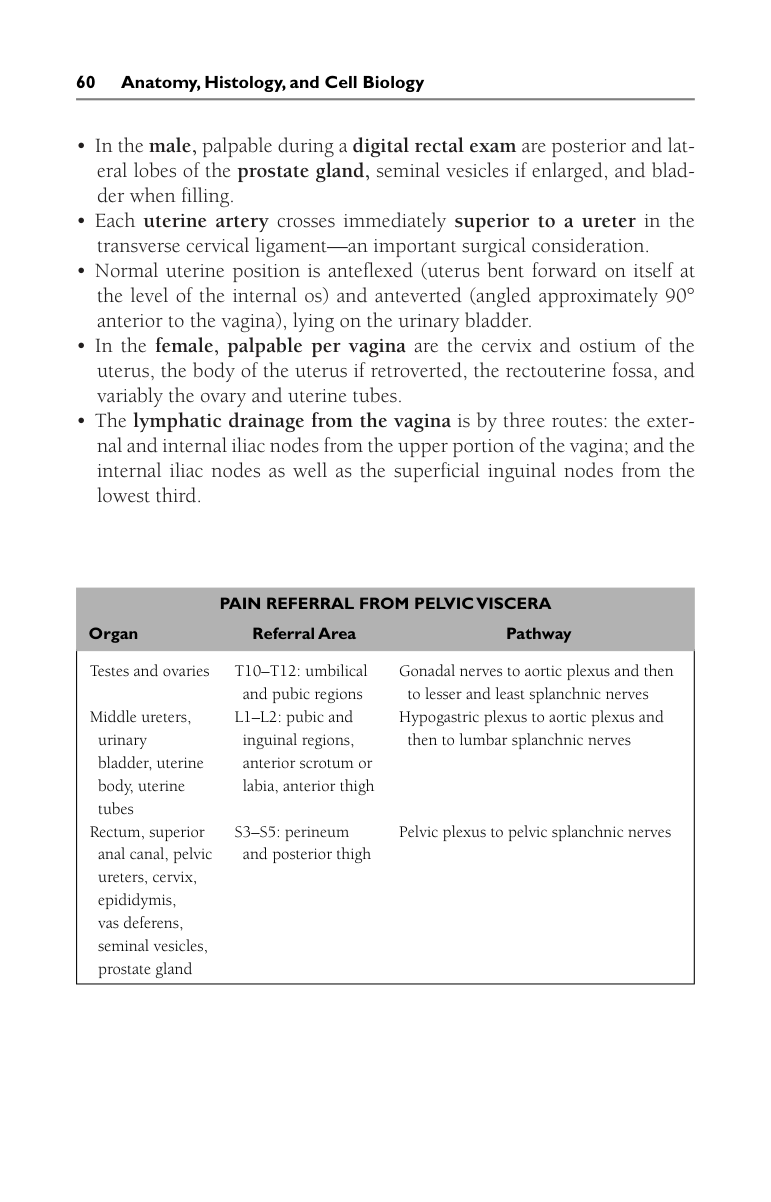 60 Anatomy, Histology, and Cell Biology
• In the male, palpable during a digital rectal exam are posterior and lat-
eral lobes of the prostate gland, seminal vesicles if enlarged, and blad-
der when filling.
• Each uterine artery crosses immediately superior to a ureter in the
transverse cervical ligament—an important surgical consideration.
• Normal uterine position is anteflexed (uterus bent forward on itself at
the level of the internal os) and anteverted (angled approximately 90°
anterior to the vagina), lying on the urinary bladder.
• In the female, palpable per vagina are the cervix and ostium of the
uterus, the body of the uterus if retroverted, the rectouterine fossa, and
variably the ovary and uterine tubes.
• The lymphatic drainage from the vagina is by three routes: the exter-
nal and internal iliac nodes from the upper portion of the vagina; and the
internal iliac nodes as well as the superficial inguinal nodes from the
lowest third.
PAIN REFERRAL FROM PELVIC VISCERA
Organ Referral Area Pathway
Testes and ovaries T10–T12: umbilical Gonadal nerves to aortic plexus and then
and pubic regions to lesser and least splanchnic nerves
Middle ureters, L1–L2: pubic and Hypogastric plexus to aortic plexus and
urinary inguinal regions, then to lumbar splanchnic nerves
bladder, uterine anterior scrotum or
body, uterine labia, anterior thigh
tubes
Rectum, superior S3–S5: perineum Pelvic plexus to pelvic splanchnic nerves
anal canal, pelvic and posterior thigh
ureters, cervix,
epididymis,
vas deferens,
seminal vesicles,
prostate gland